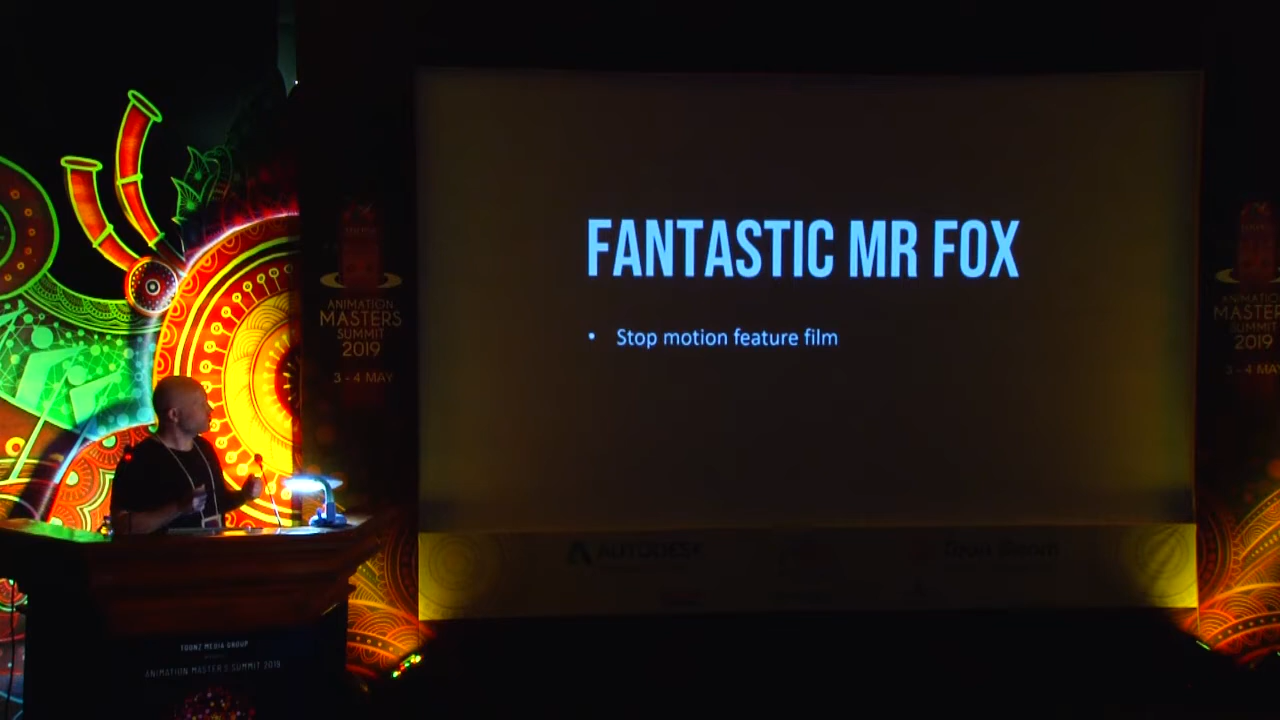 FANTASTIC MR FOX
• Stop motion feature film
ANIMATION
MASTERS
SUMMIT
2019
3 - 4 MAY
ANIMATION
MASTERS
SUMMIT
2019
3 - 4 MAY
AUTODESK
TOONZ MEDIA GROUP
ANIMATION MASTERS SUMMIT 2019